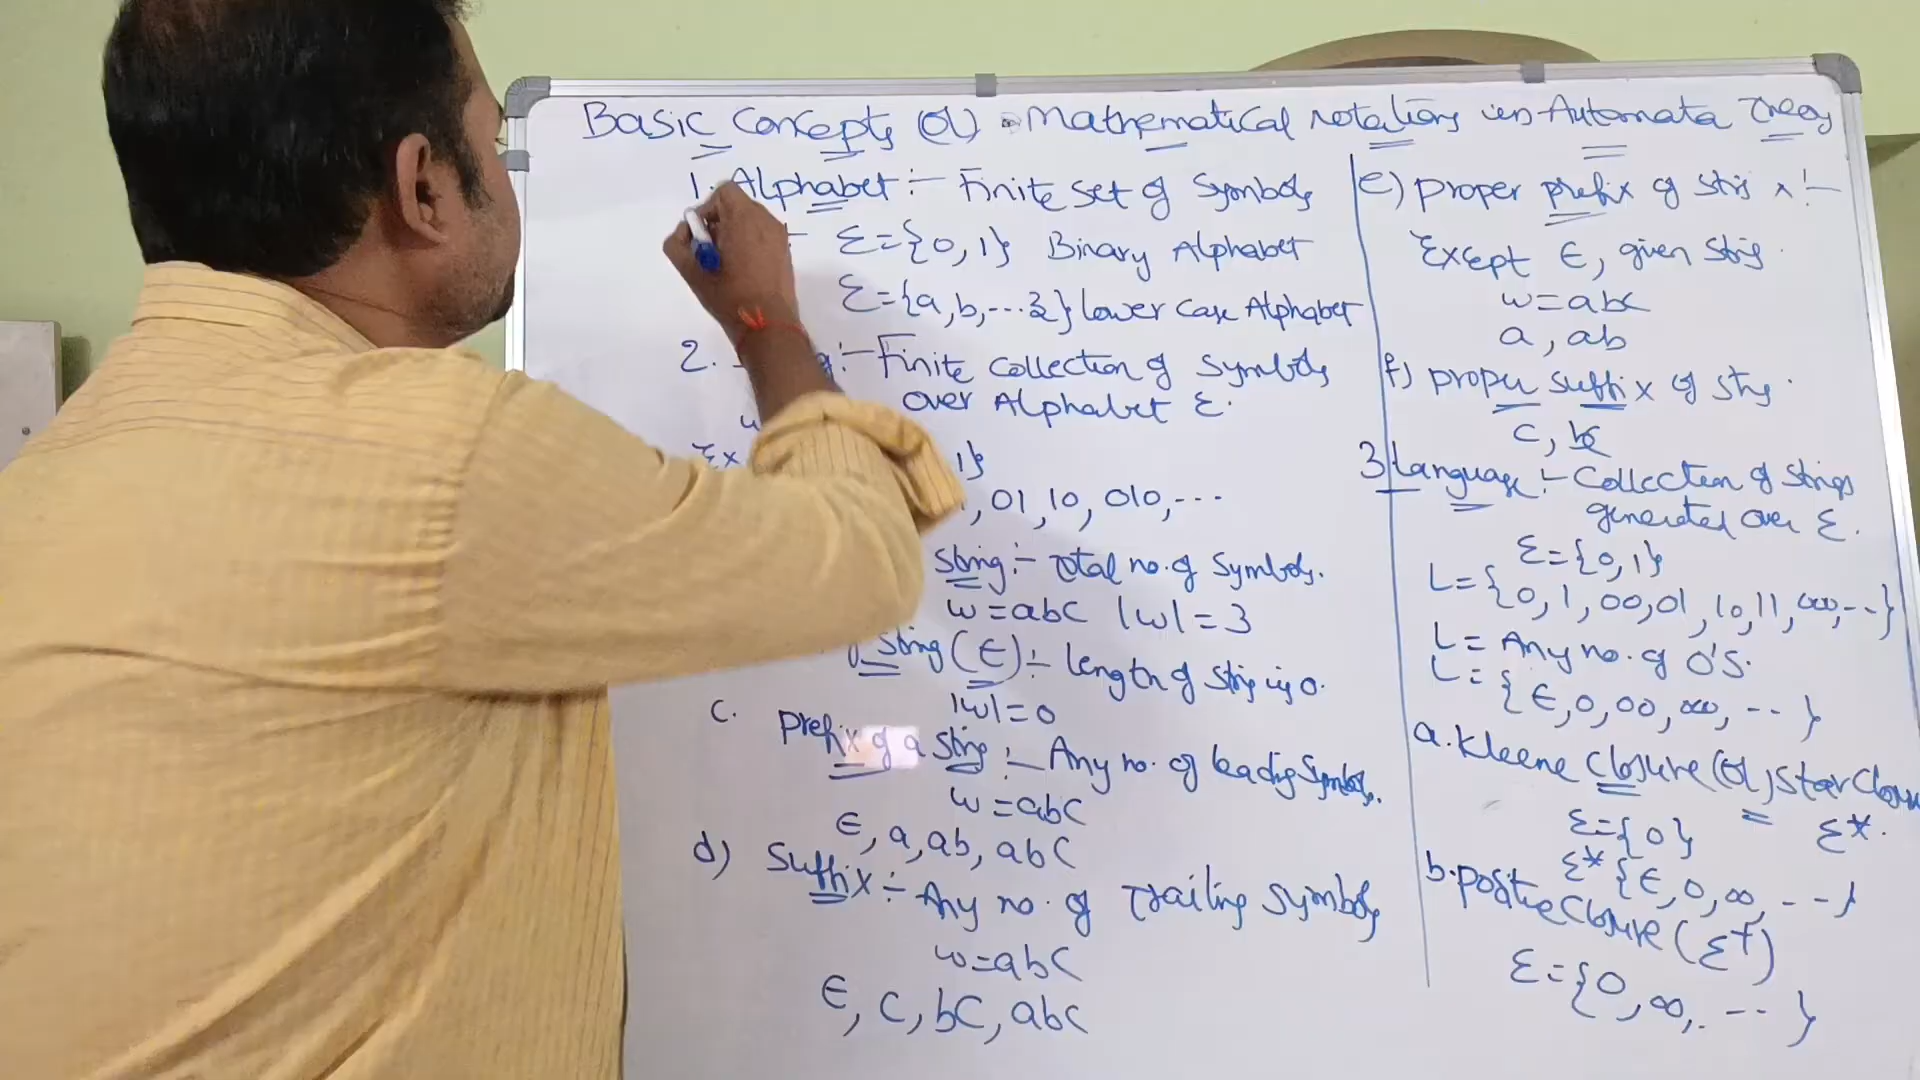 Basic Concepts (or) Mathematical notations in Automata Theory
1. Alphabet :- Finite set of Symbols
Σ={0,1} Binary Alphabet
Σ={a,b,...z} lower case Alphabet
2. :- Finite Collection of Symbols
over Alphabet Σ.
Ex 1}
, 01, 10, 010, ---
string :- Total no. of Symbols.
w=abc |w|=3
string (ε) :- length of string is 0.
|w|=0
c. Prefix of a string :- Any no. of leading Symbols.
w=abc
ε, a, ab, abc
d) Suffix :- Any no. of Trailing Symbols
w=abc
ε, c, bc, abc
e) proper prefix of string x :-
Except ε, given string.
w=abc
a, ab
f) proper suffix of string.
c, bc
3 Language :- Collection of Strings
generated over Σ.
Σ={0,1}
L={0,1,00,01,10,11,000,--}
L= Any no. of 0's.
L={ε,0,00,000,--}
a. Kleene Closure (or) Star Closure
Σ={0} Σ*.
Σ* {ε,0,00,---}
b. Positive Closure (Σ+)
Σ={0,00,.---}